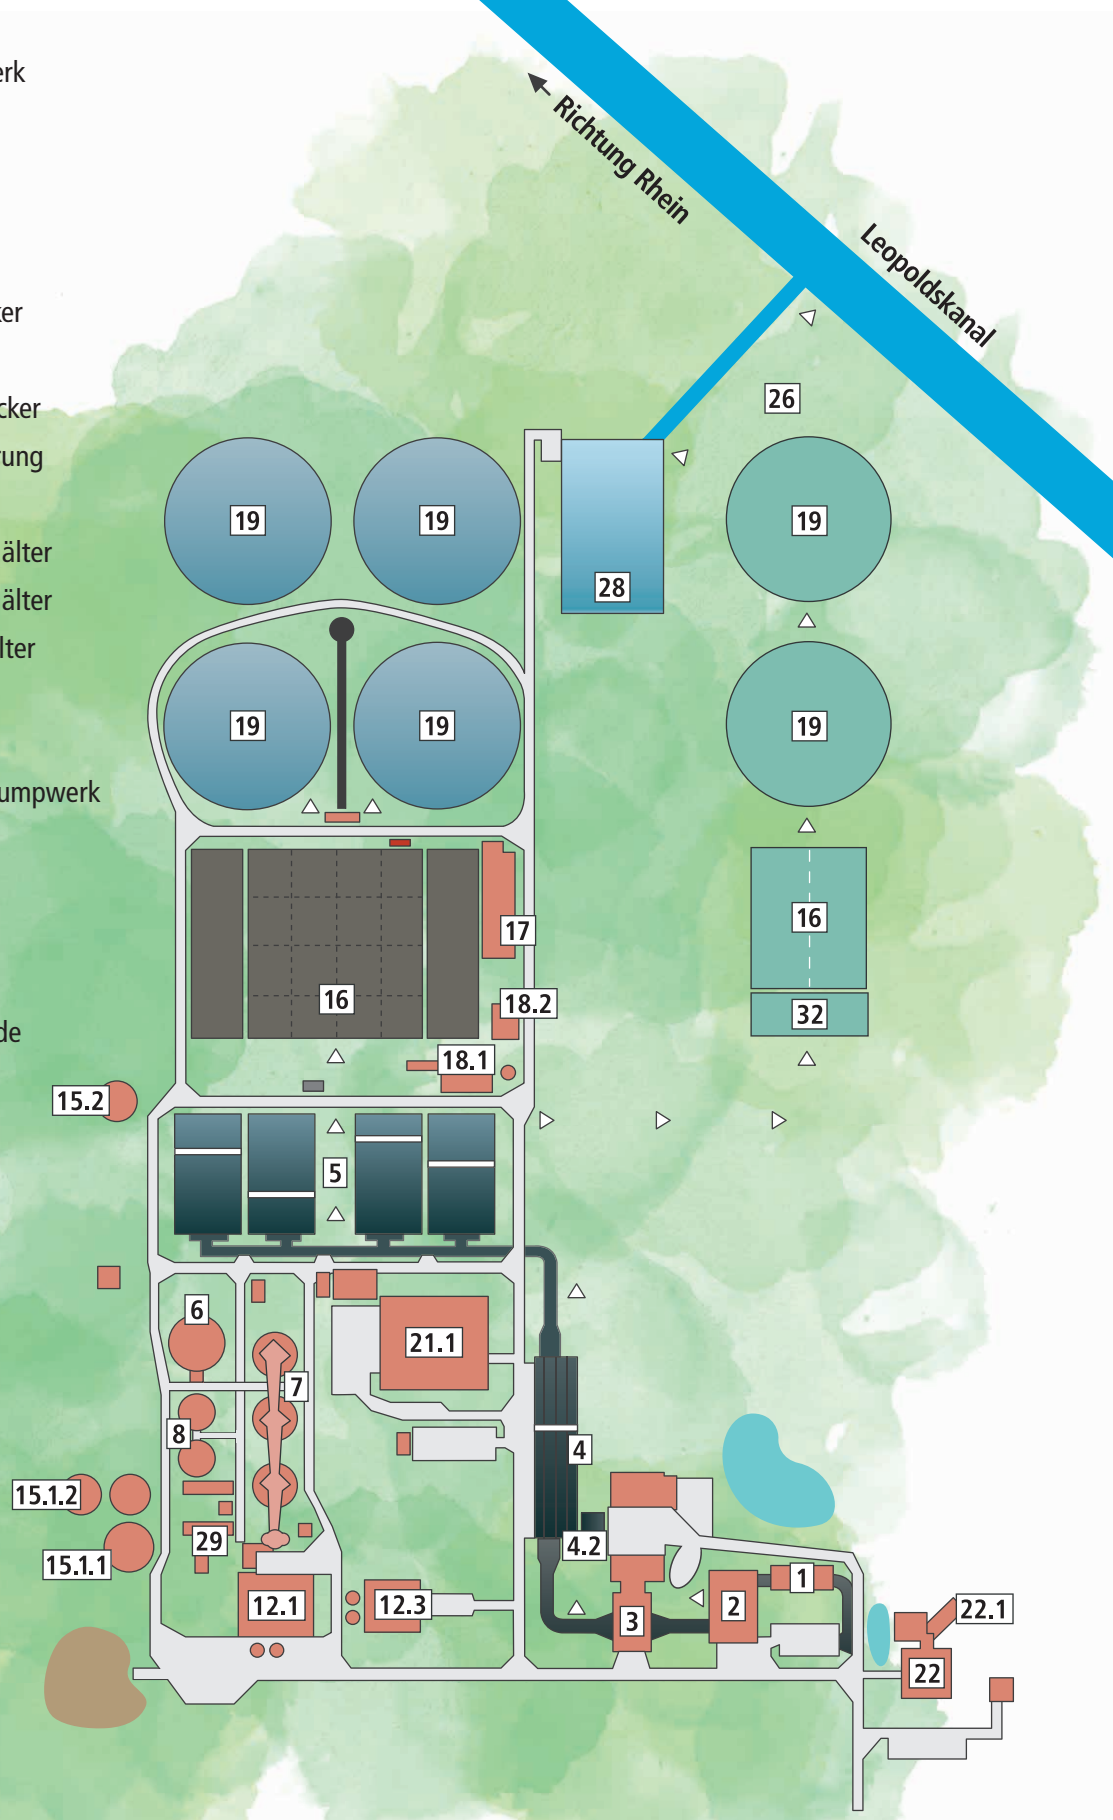 erk
Richtung Rhein
Leopoldskanal
ker
26
cker
rung
19
19
19
älter
28
älter
lter
19
19
19
umpwerk
17
16
16
18.2
32
de
18.1
15.2
5
6
21.1
7
8
4
15.1.2
29
4.2
15.1.1
1
12.1
12.3
2
22.1
3
22